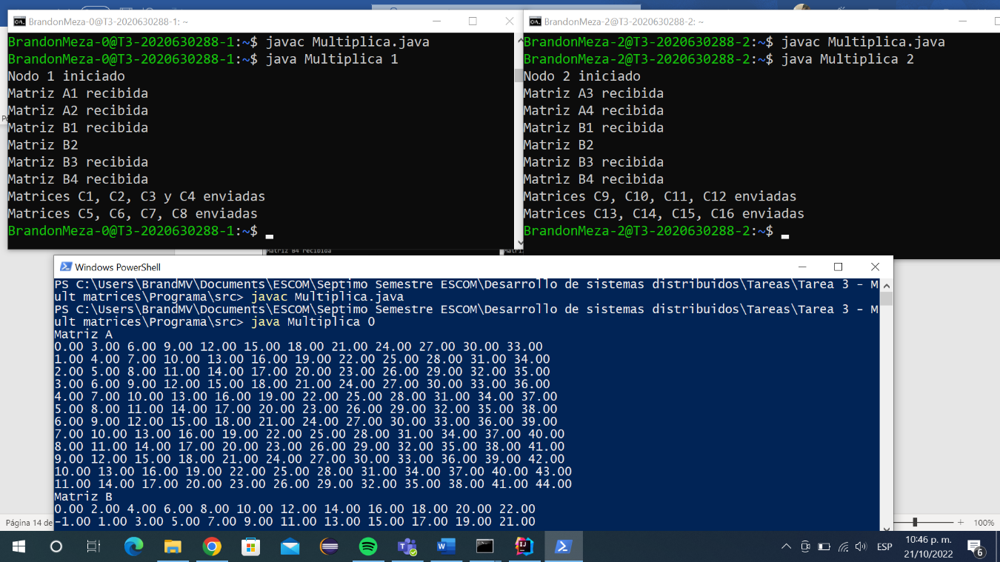 BrandonMeza-0@T3-2020630288-1: ~
BrandonMeza-0@T3-2020630288-1:~$ javac Multiplica.java
BrandonMeza-0@T3-2020630288-1:~$ java Multiplica 1
Nodo 1 iniciado
Matriz A1 recibida
Matriz A2 recibida
Matriz B1 recibida
Matriz B2
Matriz B3 recibida
Matriz B4 recibida
Matrices C1, C2, C3 y C4 enviadas
Matrices C5, C6, C7, C8 enviadas
BrandonMeza-0@T3-2020630288-1:~$
BrandonMeza-2@T3-2020630288-2: ~
BrandonMeza-2@T3-2020630288-2:~$ javac Multiplica.java
BrandonMeza-2@T3-2020630288-2:~$ java Multiplica 2
Nodo 2 iniciado
Matriz A3 recibida
Matriz A4 recibida
Matriz B1 recibida
Matriz B2
Matriz B3 recibida
Matriz B4 recibida
Matrices C9, C10, C11, C12 enviadas
Matrices C13, C14, C15, C16 enviadas
BrandonMeza-2@T3-2020630288-2:~$
Matriz B4 recibida
Windows PowerShell
PS C:\Users\BrandMV\Documents\ESCOM\Septimo Semestre ESCOM\Desarrollo de sistemas distribuidos\Tareas\Tarea 3 - M
ult matrices\Programa\src> javac Multiplica.java
PS C:\Users\BrandMV\Documents\ESCOM\Septimo Semestre ESCOM\Desarrollo de sistemas distribuidos\Tareas\Tarea 3 - M
ult matrices\Programa\src> java Multiplica 0
Matriz A
0.00 3.00 6.00 9.00 12.00 15.00 18.00 21.00 24.00 27.00 30.00 33.00
1.00 4.00 7.00 10.00 13.00 16.00 19.00 22.00 25.00 28.00 31.00 34.00
2.00 5.00 8.00 11.00 14.00 17.00 20.00 23.00 26.00 29.00 32.00 35.00
3.00 6.00 9.00 12.00 15.00 18.00 21.00 24.00 27.00 30.00 33.00 36.00
4.00 7.00 10.00 13.00 16.00 19.00 22.00 25.00 28.00 31.00 34.00 37.00
5.00 8.00 11.00 14.00 17.00 20.00 23.00 26.00 29.00 32.00 35.00 38.00
6.00 9.00 12.00 15.00 18.00 21.00 24.00 27.00 30.00 33.00 36.00 39.00
7.00 10.00 13.00 16.00 19.00 22.00 25.00 28.00 31.00 34.00 37.00 40.00
8.00 11.00 14.00 17.00 20.00 23.00 26.00 29.00 32.00 35.00 38.00 41.00
9.00 12.00 15.00 18.00 21.00 24.00 27.00 30.00 33.00 36.00 39.00 42.00
10.00 13.00 16.00 19.00 22.00 25.00 28.00 31.00 34.00 37.00 40.00 43.00
11.00 14.00 17.00 20.00 23.00 26.00 29.00 32.00 35.00 38.00 41.00 44.00
Matriz B
0.00 2.00 4.00 6.00 8.00 10.00 12.00 14.00 16.00 18.00 20.00 22.00
-1.00 1.00 3.00 5.00 7.00 9.00 11.00 13.00 15.00 17.00 19.00 21.00
Página 14 de
100%
ESP
10:46 p. m.
21/10/2022
6